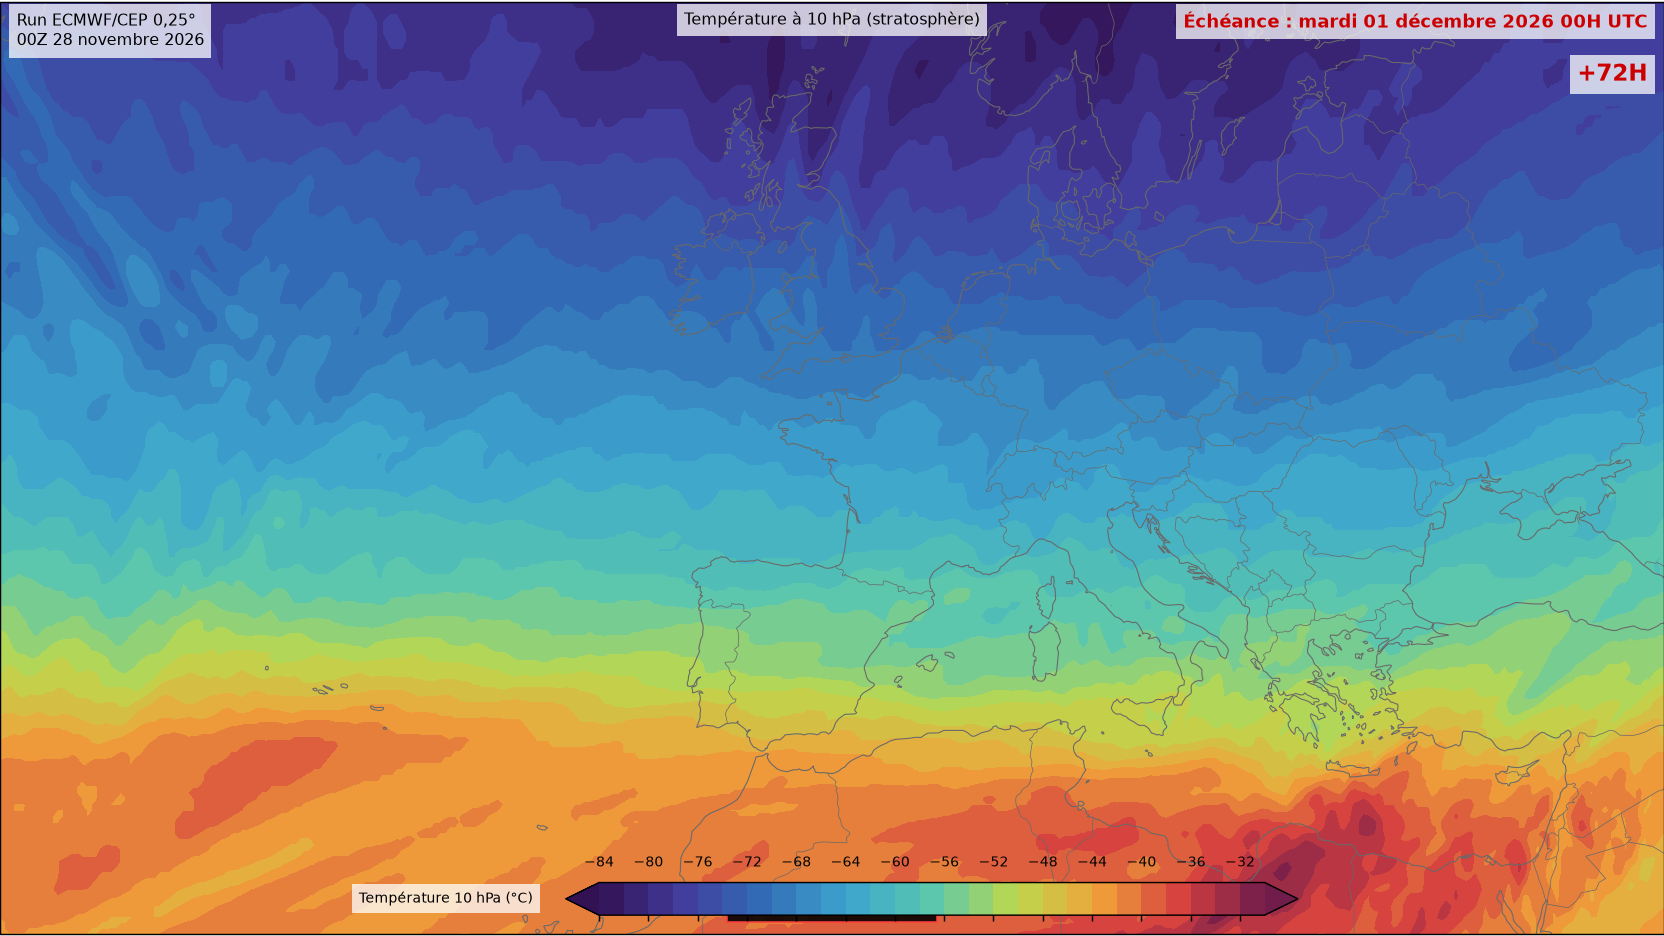 Run ECMWF/CEP 0,25°
00Z 28 novembre 2026
Température à 10 hPa (stratosphère)
Échéance : mardi 01 décembre 2026 00H UTC
+72H
−84 −80 −76 −72 −68 −64 −60 −56 −52 −48 −44 −40 −36 −32
Température 10 hPa (°C)